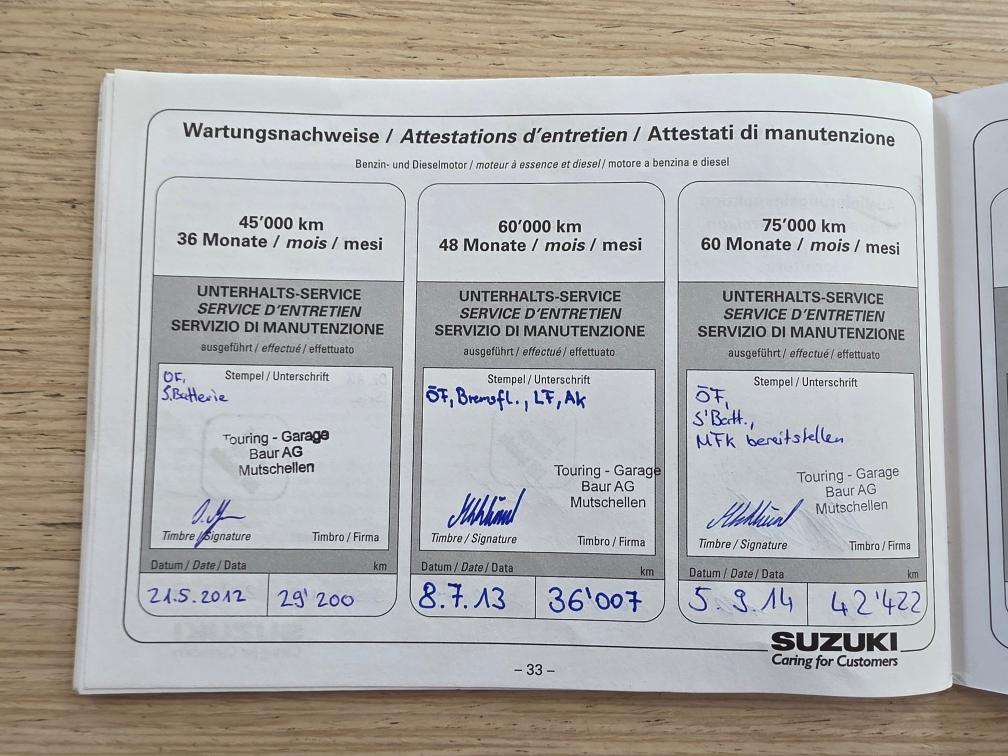 Wartungsnachweise / Attestations d'entretien / Attestati di manutenzione
Benzin- und Dieselmotor / moteur à essence et diesel / motore a benzina e diesel
45'000 km
36 Monate / mois / mesi
UNTERHALTS-SERVICE
SERVICE D'ENTRETIEN
SERVIZIO DI MANUTENZIONE
ausgeführt / effectué / effettuato
Stempel / Unterschrift
ÖF,
S.Batterie
Touring - Garage
Baur AG
Mutschellen
Timbre / Signature
Timbro / Firma
Datum / Date / Data
km
21.5.2012
29'200
60'000 km
48 Monate / mois / mesi
UNTERHALTS-SERVICE
SERVICE D'ENTRETIEN
SERVIZIO DI MANUTENZIONE
ausgeführt / effectué / effettuato
Stempel / Unterschrift
ÖF, Bremsfl., LF, AK
Touring - Garage
Baur AG
Mutschellen
Timbre / Signature
Timbro / Firma
Datum / Date / Data
km
8.7.13
36'007
75'000 km
60 Monate / mois / mesi
UNTERHALTS-SERVICE
SERVICE D'ENTRETIEN
SERVIZIO DI MANUTENZIONE
ausgeführt / effectué / effettuato
Stempel / Unterschrift
ÖF,
S'Batt.,
MFK bereitstellen
Touring - Garage
Baur AG
Mutschellen
Timbre / Signature
Timbro / Firma
Datum / Date / Data
km
5.9.14
42'422
SUZUKI
Caring for Customers
– 33 –